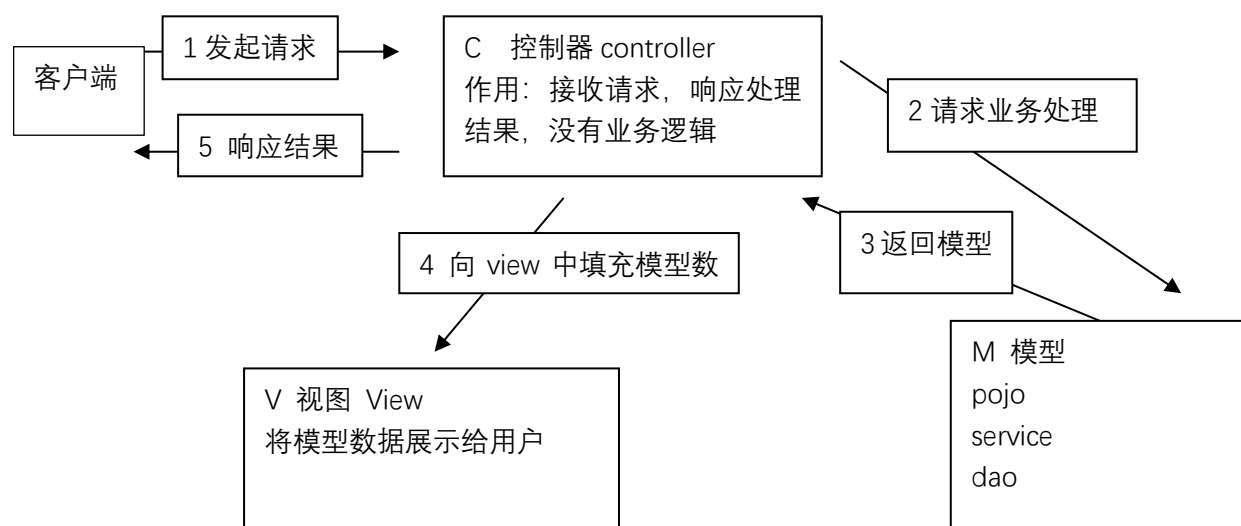 客户端
1 发起请求
5 响应结果
C 控制器 controller
作用：接收请求，响应处理
结果，没有业务逻辑
2 请求业务处理
3 返回模型
4 向 view 中填充模型数
V 视图 View
将模型数据展示给用户
M 模型
pojo
service
dao